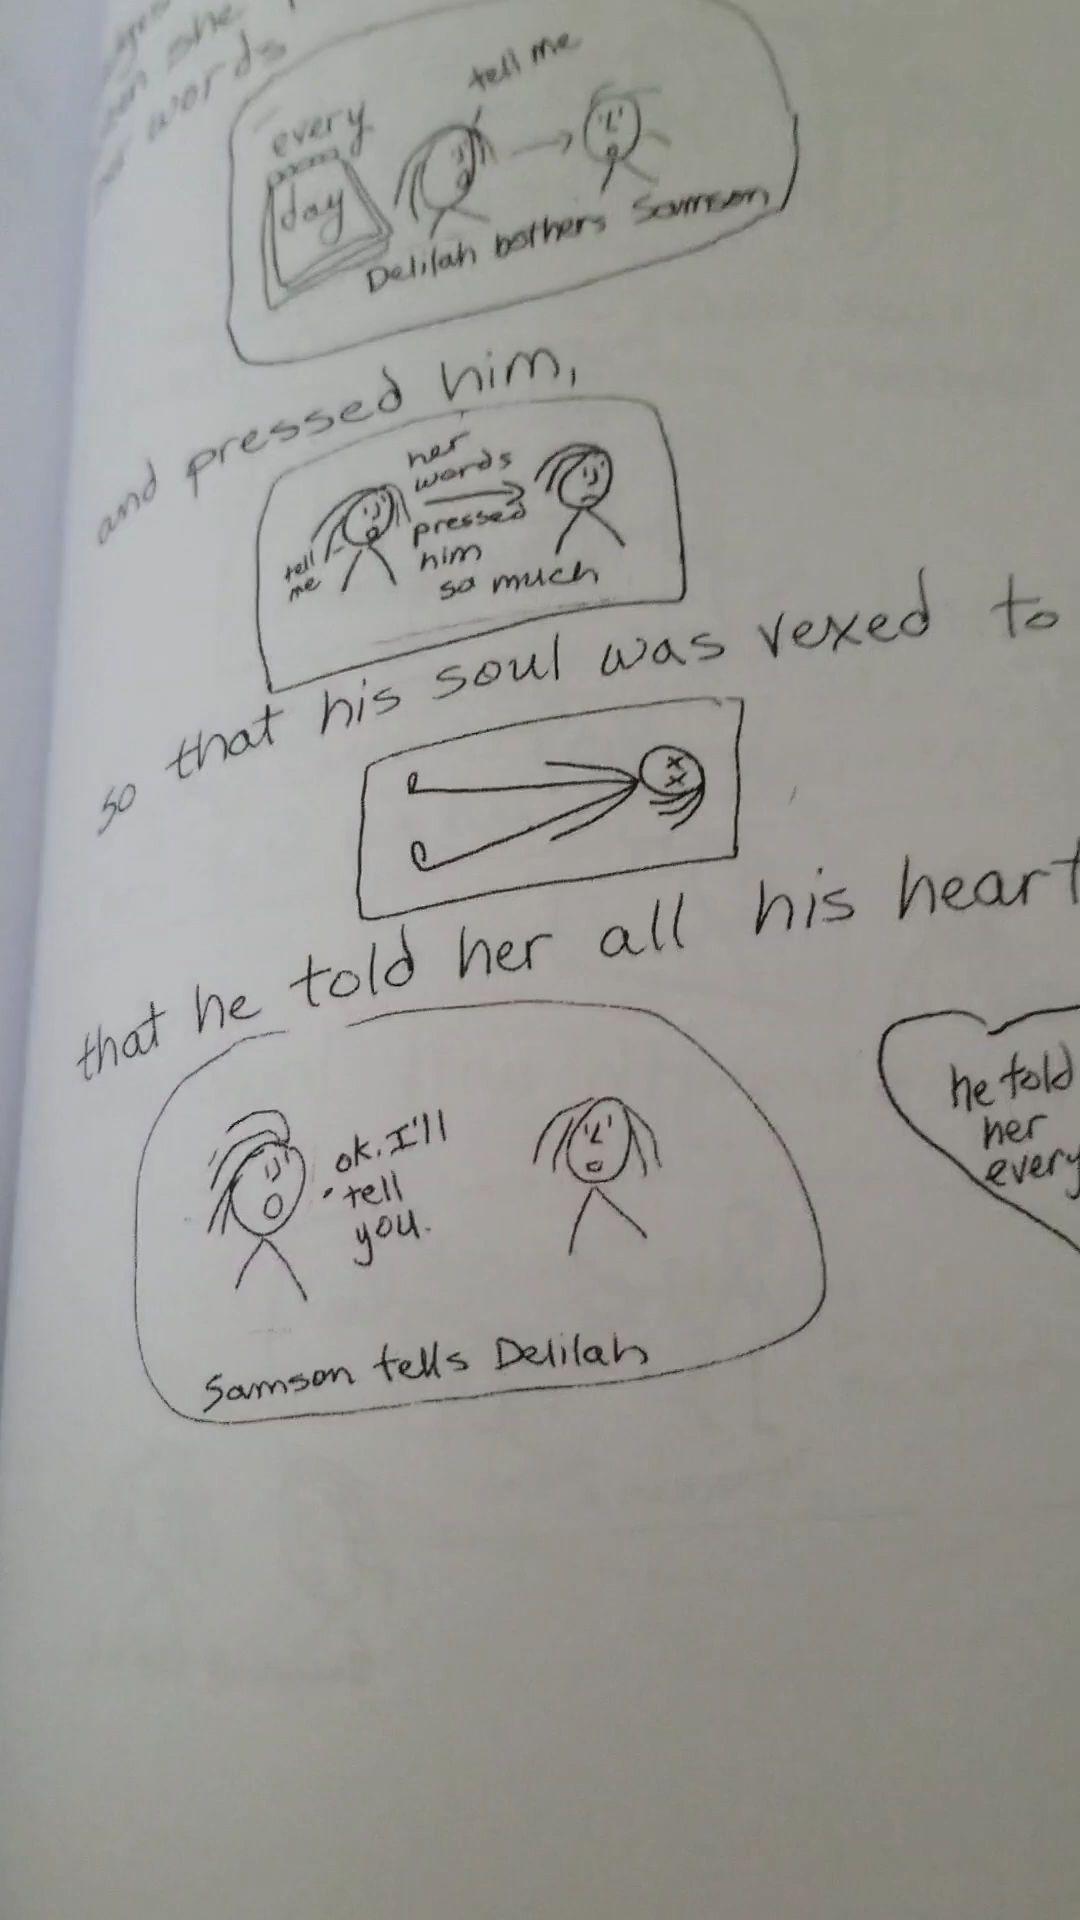 she
words
tell me
every
day
Delilah bothers Samson
and pressed him,
her
words
pressed
him
so much
tell
me
so that his soul was vexed to
x x
x x
that he told her all his heart
ok. I'll
tell
you.
he told
her
every
Samson tells Delilah